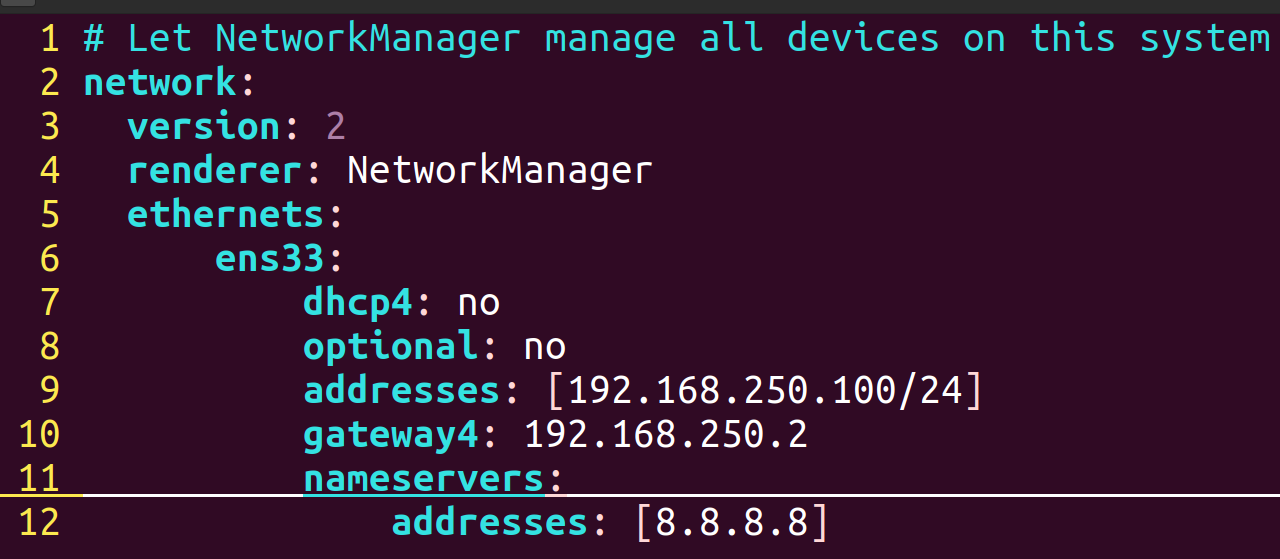 1 # Let NetworkManager manage all devices on this system
2 network:
3   version: 2
4   renderer: NetworkManager
5   ethernets:
6       ens33:
7           dhcp4: no
8           optional: no
9           addresses: [192.168.250.100/24]
10           gateway4: 192.168.250.2
11           nameservers:
12               addresses: [8.8.8.8]